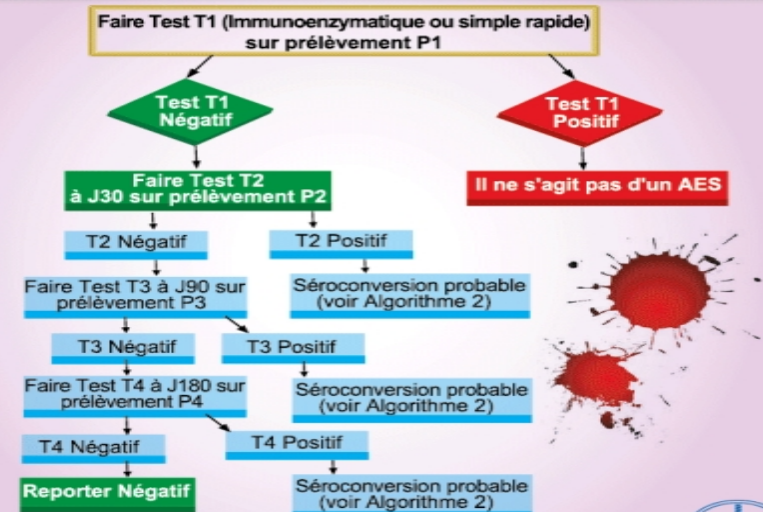 Faire Test T1 (Immunoenzymatique ou simple rapide)
sur prélèvement P1
Test T1
Négatif
Test T1
Positif
Faire Test T2
à J30 sur prélèvement P2
Il ne s'agit pas d'un AES
T2 Négatif
T2 Positif
Faire Test T3 à J90 sur
prélèvement P3
Séroconversion probable
(voir Algorithme 2)
T3 Négatif
T3 Positif
Faire Test T4 à J180 sur
prélèvement P4
Séroconversion probable
(voir Algorithme 2)
T4 Négatif
T4 Positif
Reporter Négatif
Séroconversion probable
(voir Algorithme 2)